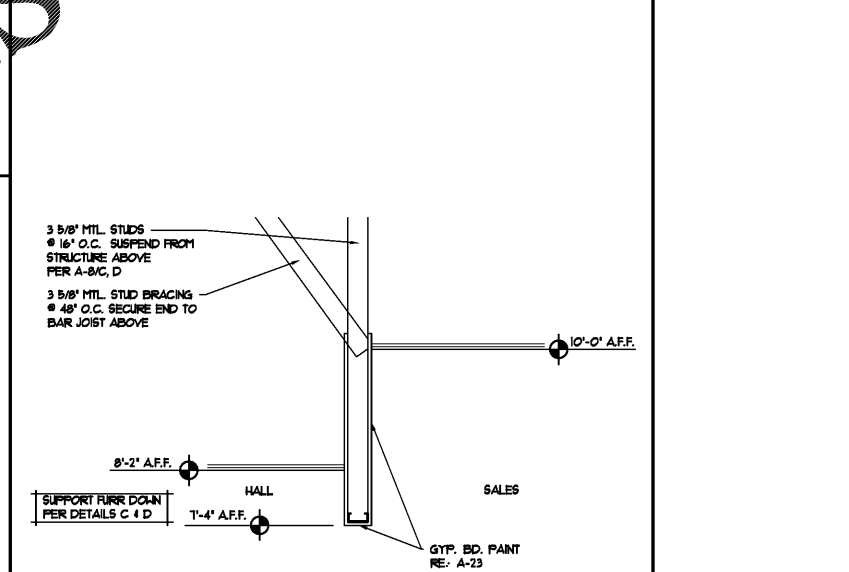 3 5/8" MTL. STUDS
@ 16" O.C. SUSPEND FROM
STRUCTURE ABOVE
PER A-8/C, D
3 5/8" MTL. STUD BRACING
@ 48" O.C. SECURE END TO
BAR JOIST ABOVE
10'-0" A.F.F.
8'-2" A.F.F.
HALL
SALES
SUPPORT FURR DOWN
PER DETAILS C & D
7'-4" A.F.F.
GYP. BD. PAINT
RE: A-23